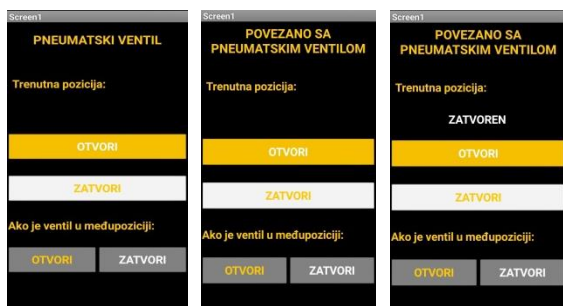 Screen1
PNEUMATSKI VENTIL
Trenutna pozicija:
OTVORI
ZATVORI
Ako je ventil u međupoziciji:
OTVORI
ZATVORI
Screen1
POVEZANO SA
PNEUMATSKIM VENTILOM
Trenutna pozicija:
OTVORI
ZATVORI
Ako je ventil u međupoziciji:
OTVORI
ZATVORI
Screen1
POVEZANO SA
PNEUMATSKIM VENTILOM
Trenutna pozicija:
ZATVOREN
OTVORI
ZATVORI
Ako je ventil u međupoziciji:
OTVORI
ZATVORI